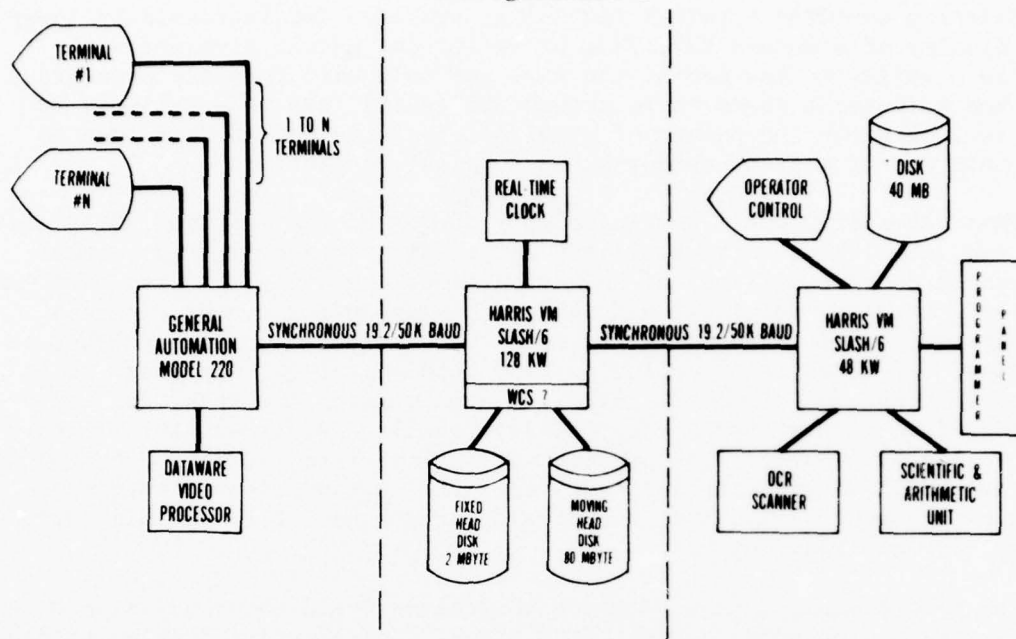 TERMINAL
#1
1 TO N
TERMINALS
TERMINAL
#N
GENERAL
AUTOMATION
MODEL 220
DATAWARE
VIDEO
PROCESSOR
SYNCHRONOUS 19 2/50K BAUD
REAL-TIME
CLOCK
HARRIS VM
SLASH/6
128 KW
WCS ?
FIXED
HEAD
DISK
2 MBYTE
MOVING
HEAD
DISK
80 MBYTE
SYNCHRONOUS 19 2/50K BAUD
OPERATOR
CONTROL
DISK
40 MB
HARRIS VM
SLASH/6
48 KW
PROGRAMMER
PANEL
OCR
SCANNER
SCIENTIFIC &
ARITHMETIC
UNIT